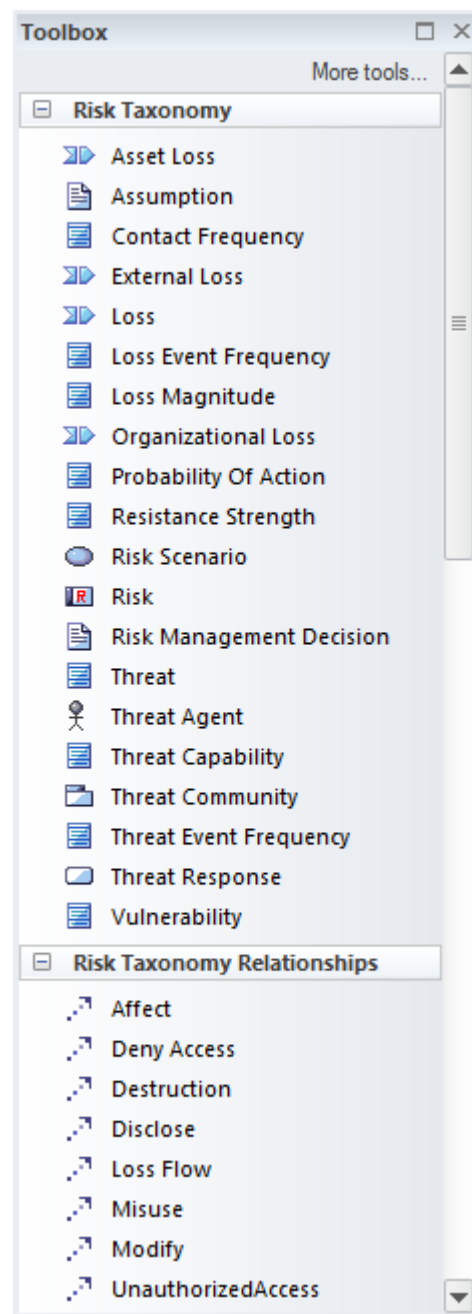 Toolbox
More tools...
Risk Taxonomy
Asset Loss
Assumption
Contact Frequency
External Loss
Loss
Loss Event Frequency
Loss Magnitude
Organizational Loss
Probability Of Action
Resistance Strength
Risk Scenario
R Risk
Risk Management Decision
Threat
Threat Agent
Threat Capability
Threat Community
Threat Event Frequency
Threat Response
Vulnerability
Risk Taxonomy Relationships
Affect
Deny Access
Destruction
Disclose
Loss Flow
Misuse
Modify
UnauthorizedAccess